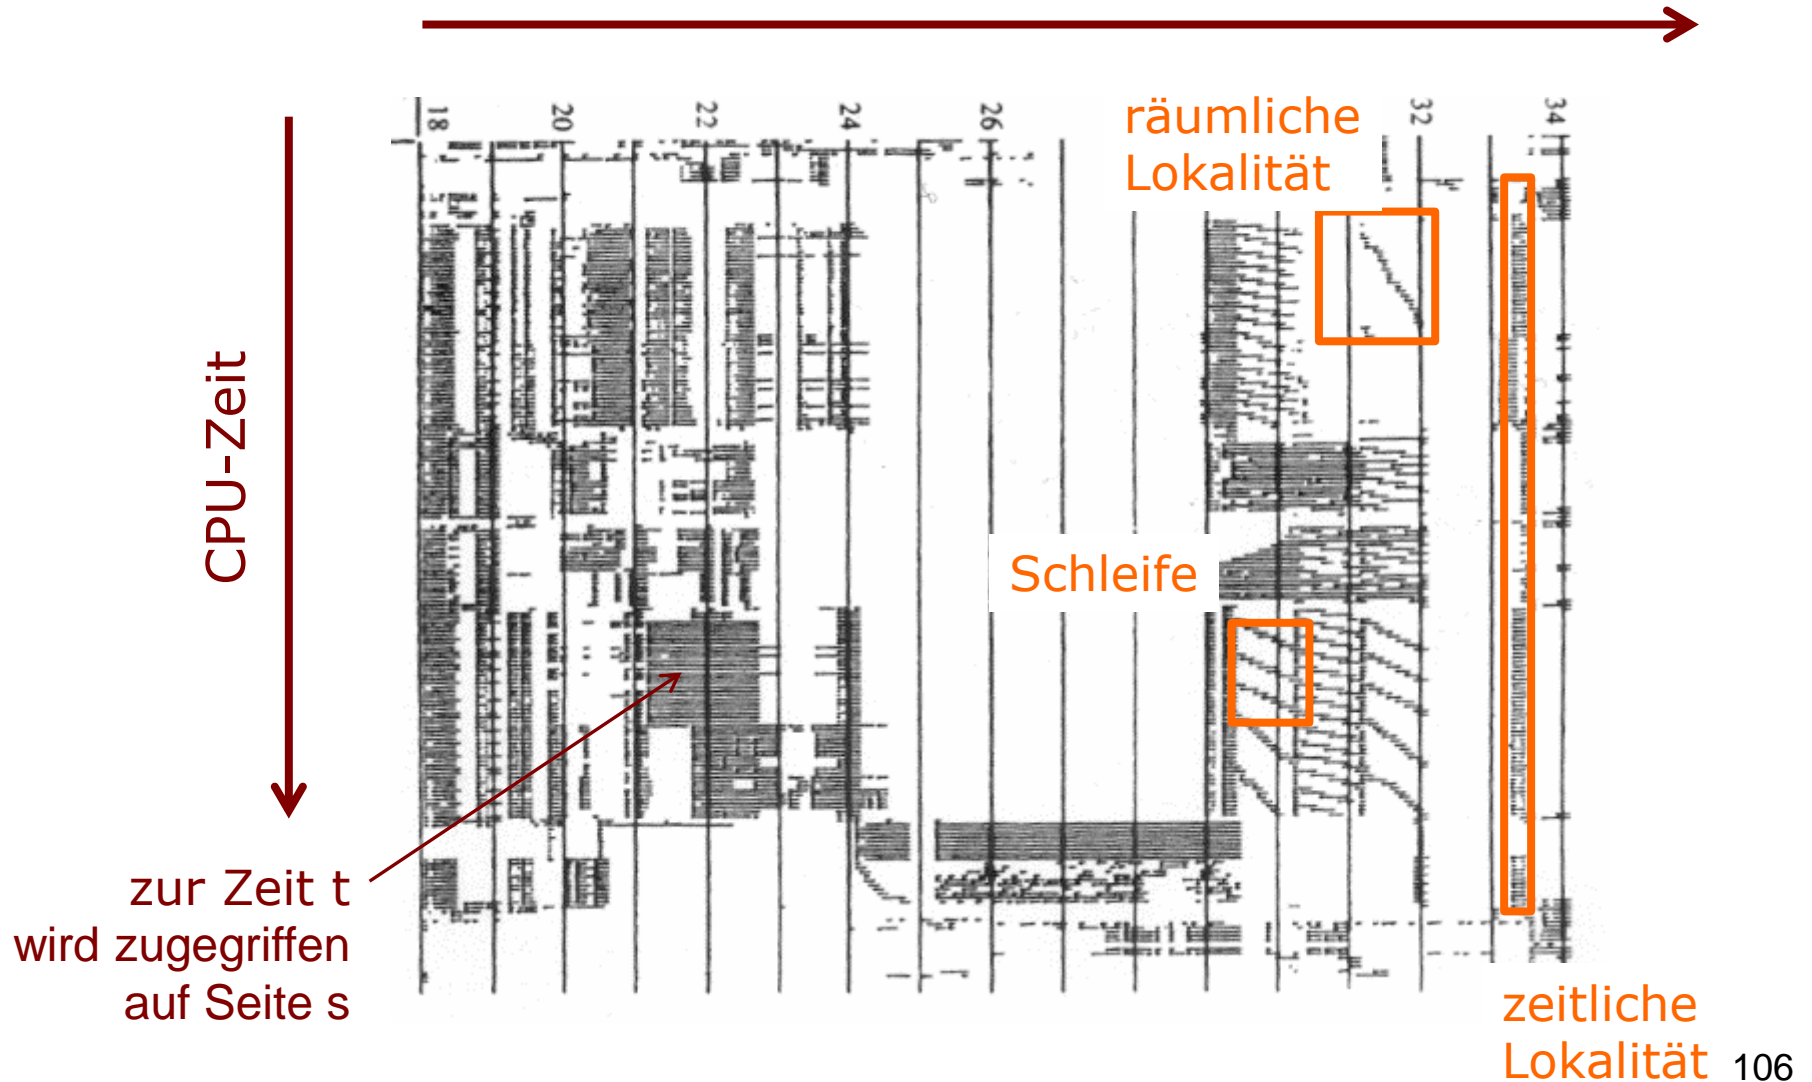 18
20
22
24
26
32
34
räumliche
Lokalität
CPU-Zeit
Schleife
zur Zeit t
wird zugegriffen
auf Seite s
zeitliche
Lokalität
106